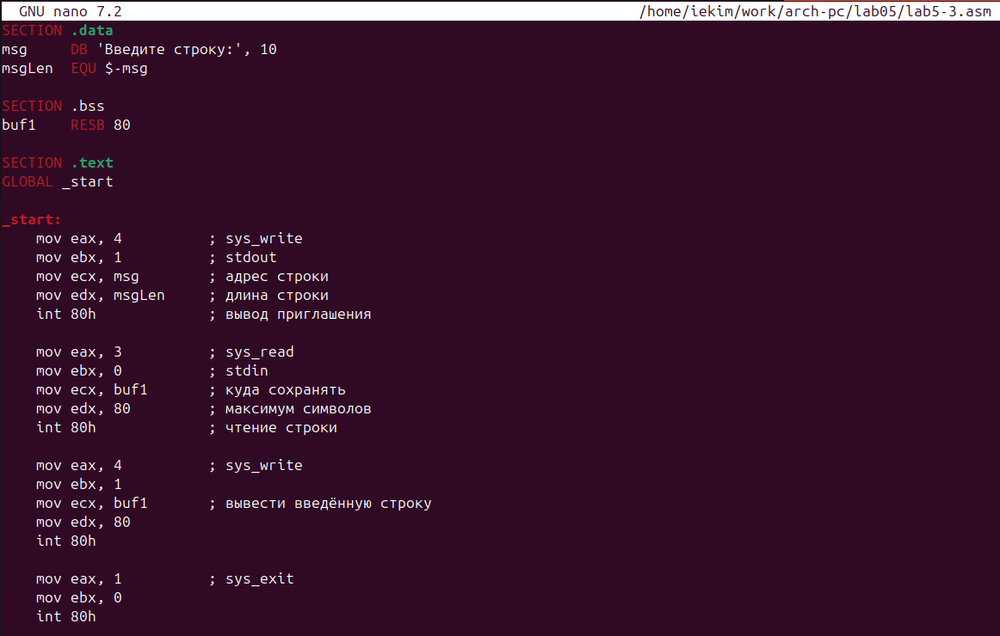 GNU nano 7.2 /home/iekim/work/arch-pc/lab05/lab5-3.asm
SECTION .data
msg     DB 'Введите строку:', 10
msgLen  EQU $-msg
SECTION .bss
buf1    RESB 80
SECTION .text
GLOBAL _start
_start:
    mov eax, 4          ; sys_write
    mov ebx, 1          ; stdout
    mov ecx, msg        ; адрес строки
    mov edx, msgLen     ; длина строки
    int 80h             ; вывод приглашения
    mov eax, 3          ; sys_read
    mov ebx, 0          ; stdin
    mov ecx, buf1       ; куда сохранять
    mov edx, 80         ; максимум символов
    int 80h             ; чтение строки
    mov eax, 4          ; sys_write
    mov ebx, 1
    mov ecx, buf1       ; вывести введённую строку
    mov edx, 80
    int 80h
    mov eax, 1          ; sys_exit
    mov ebx, 0
    int 80h